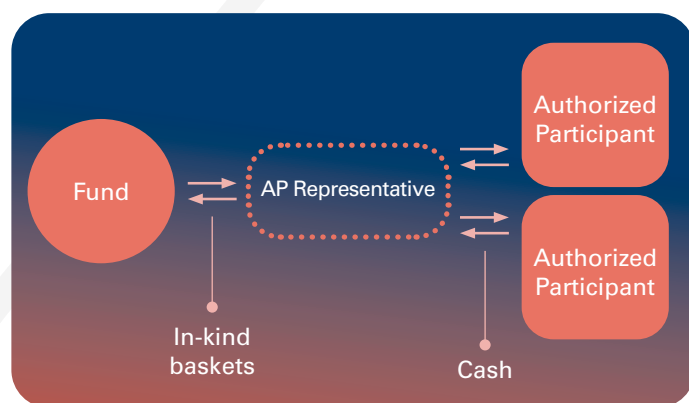 Fund
AP Representative
Authorized
Participant
Authorized
Participant
In-kind
baskets
Cash